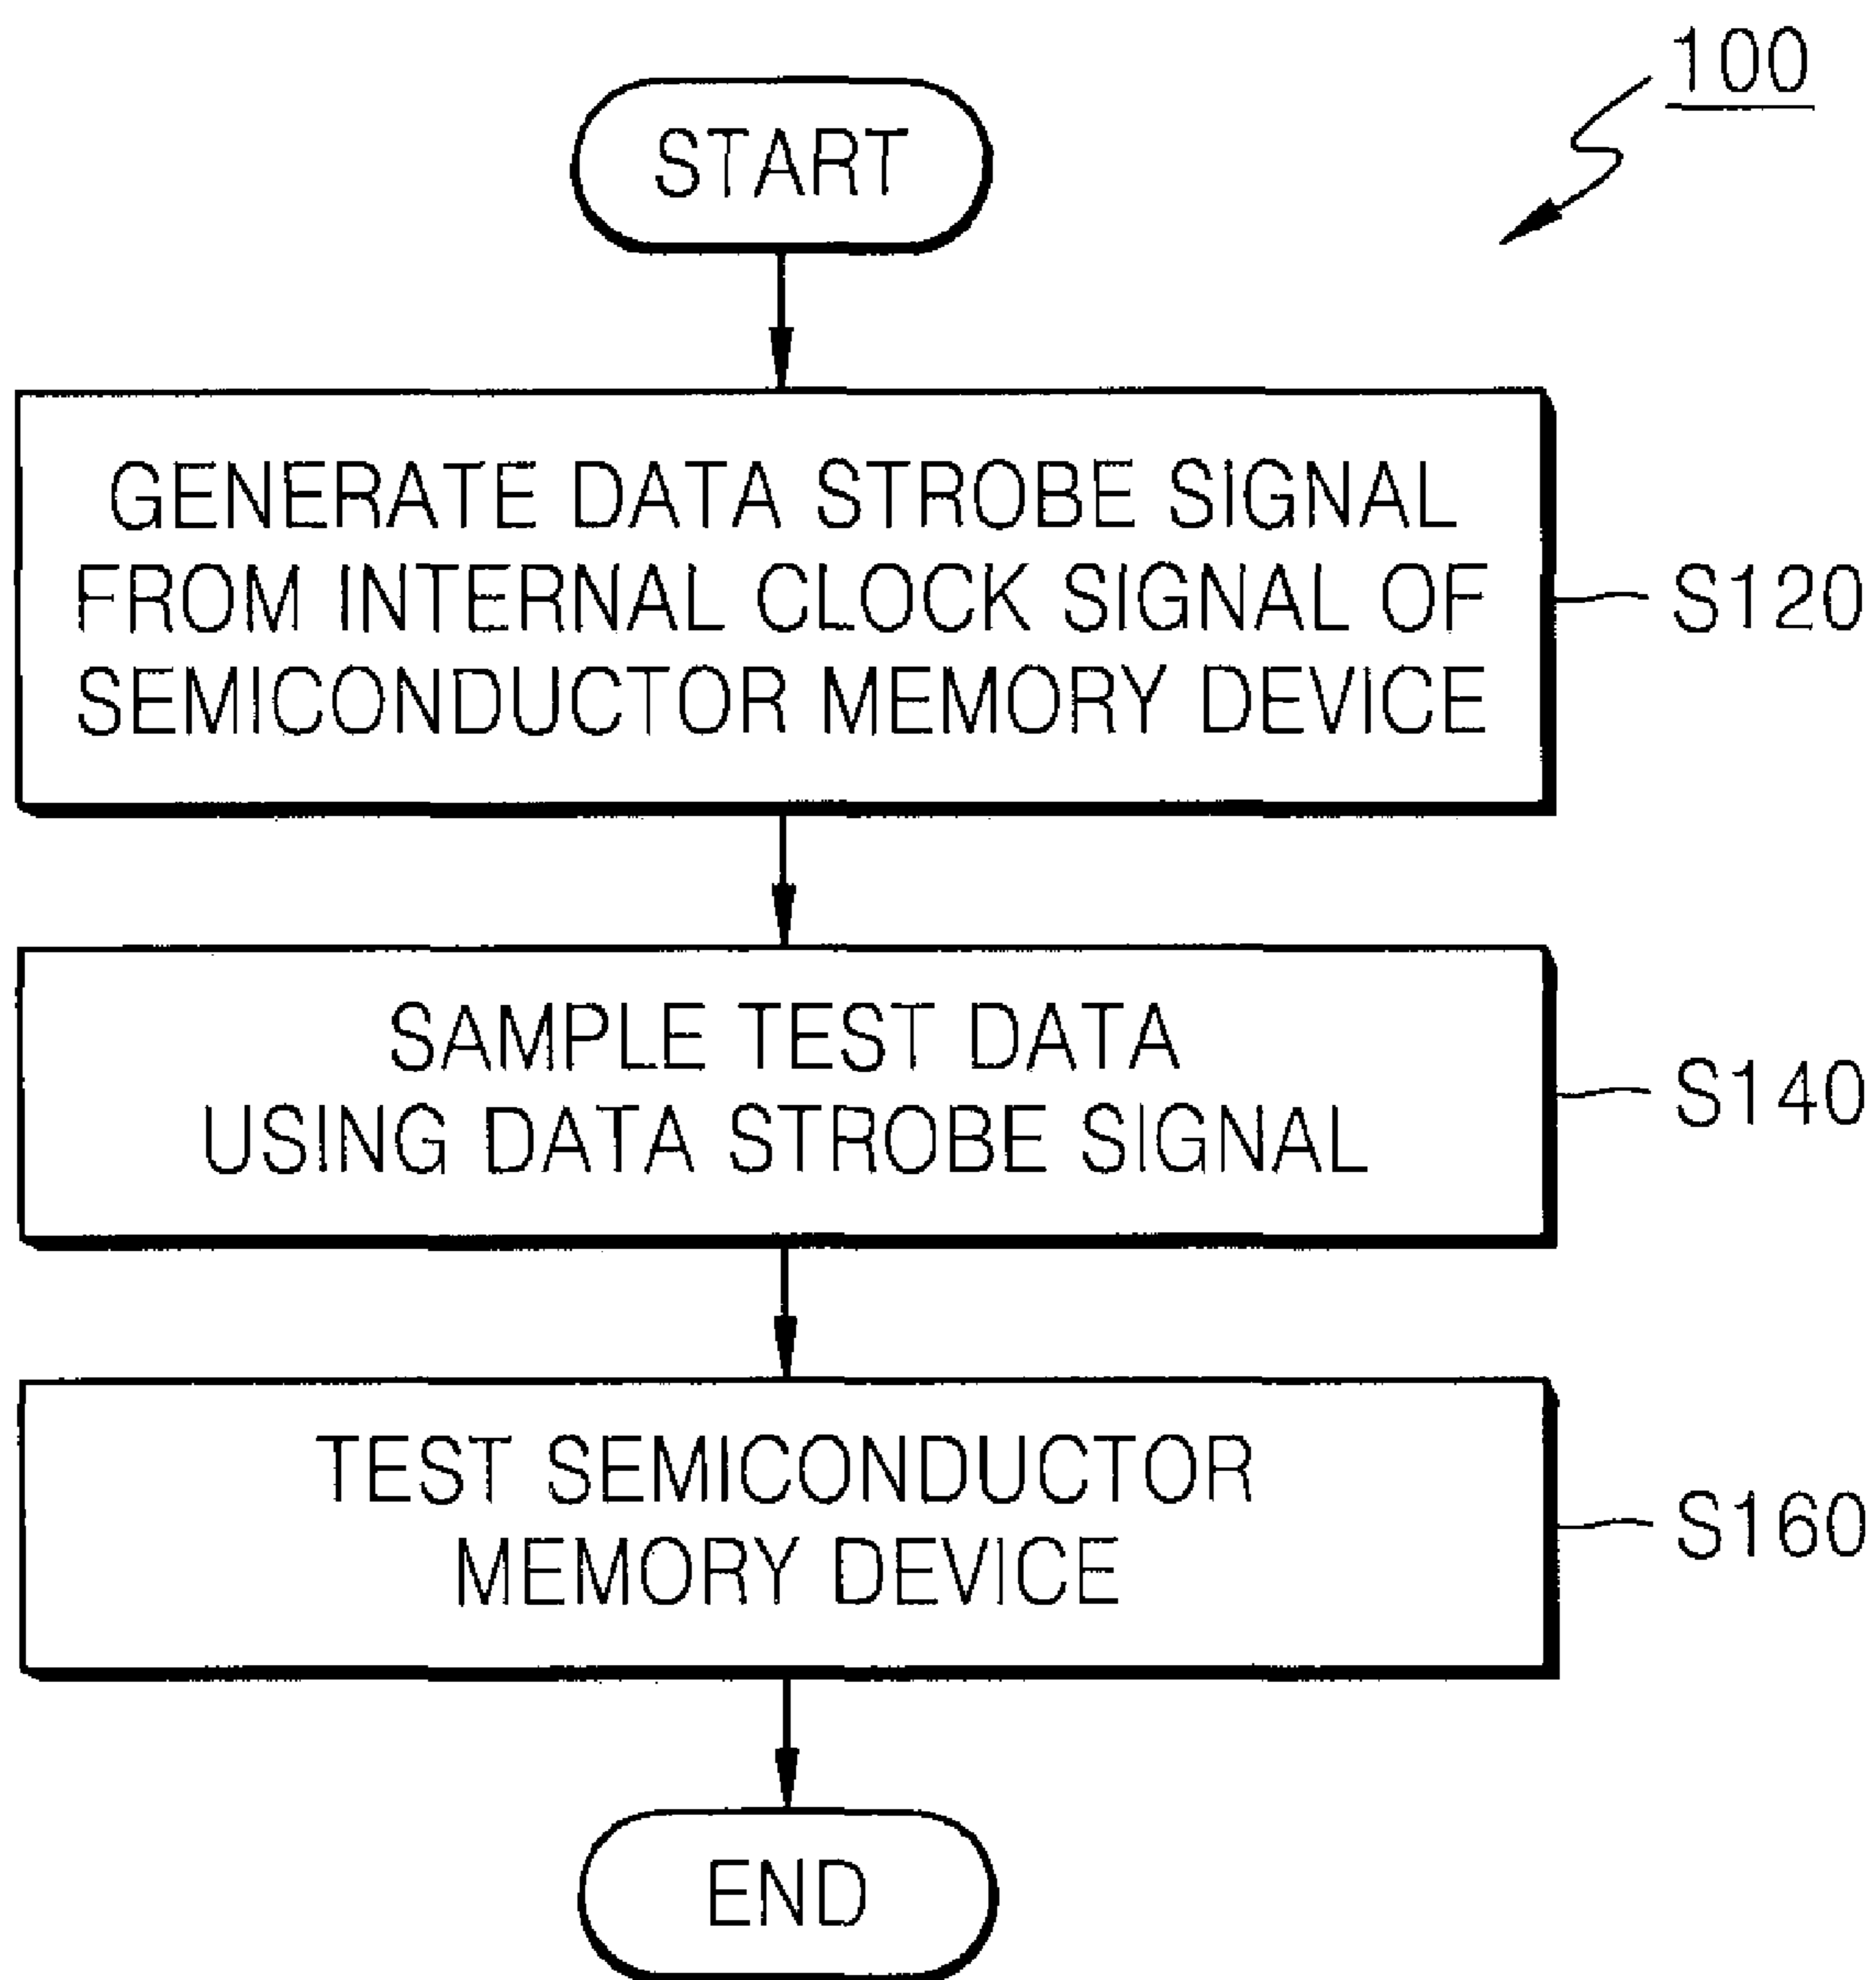 100
START
GENERATE DATA STROBE SIGNAL
FROM INTERNAL CLOCK SIGNAL OF
SEMICONDUCTOR MEMORY DEVICE
S120
SAMPLE TEST DATA
USING DATA STROBE SIGNAL
S140
TEST SEMICONDUCTOR
MEMORY DEVICE
S160
END